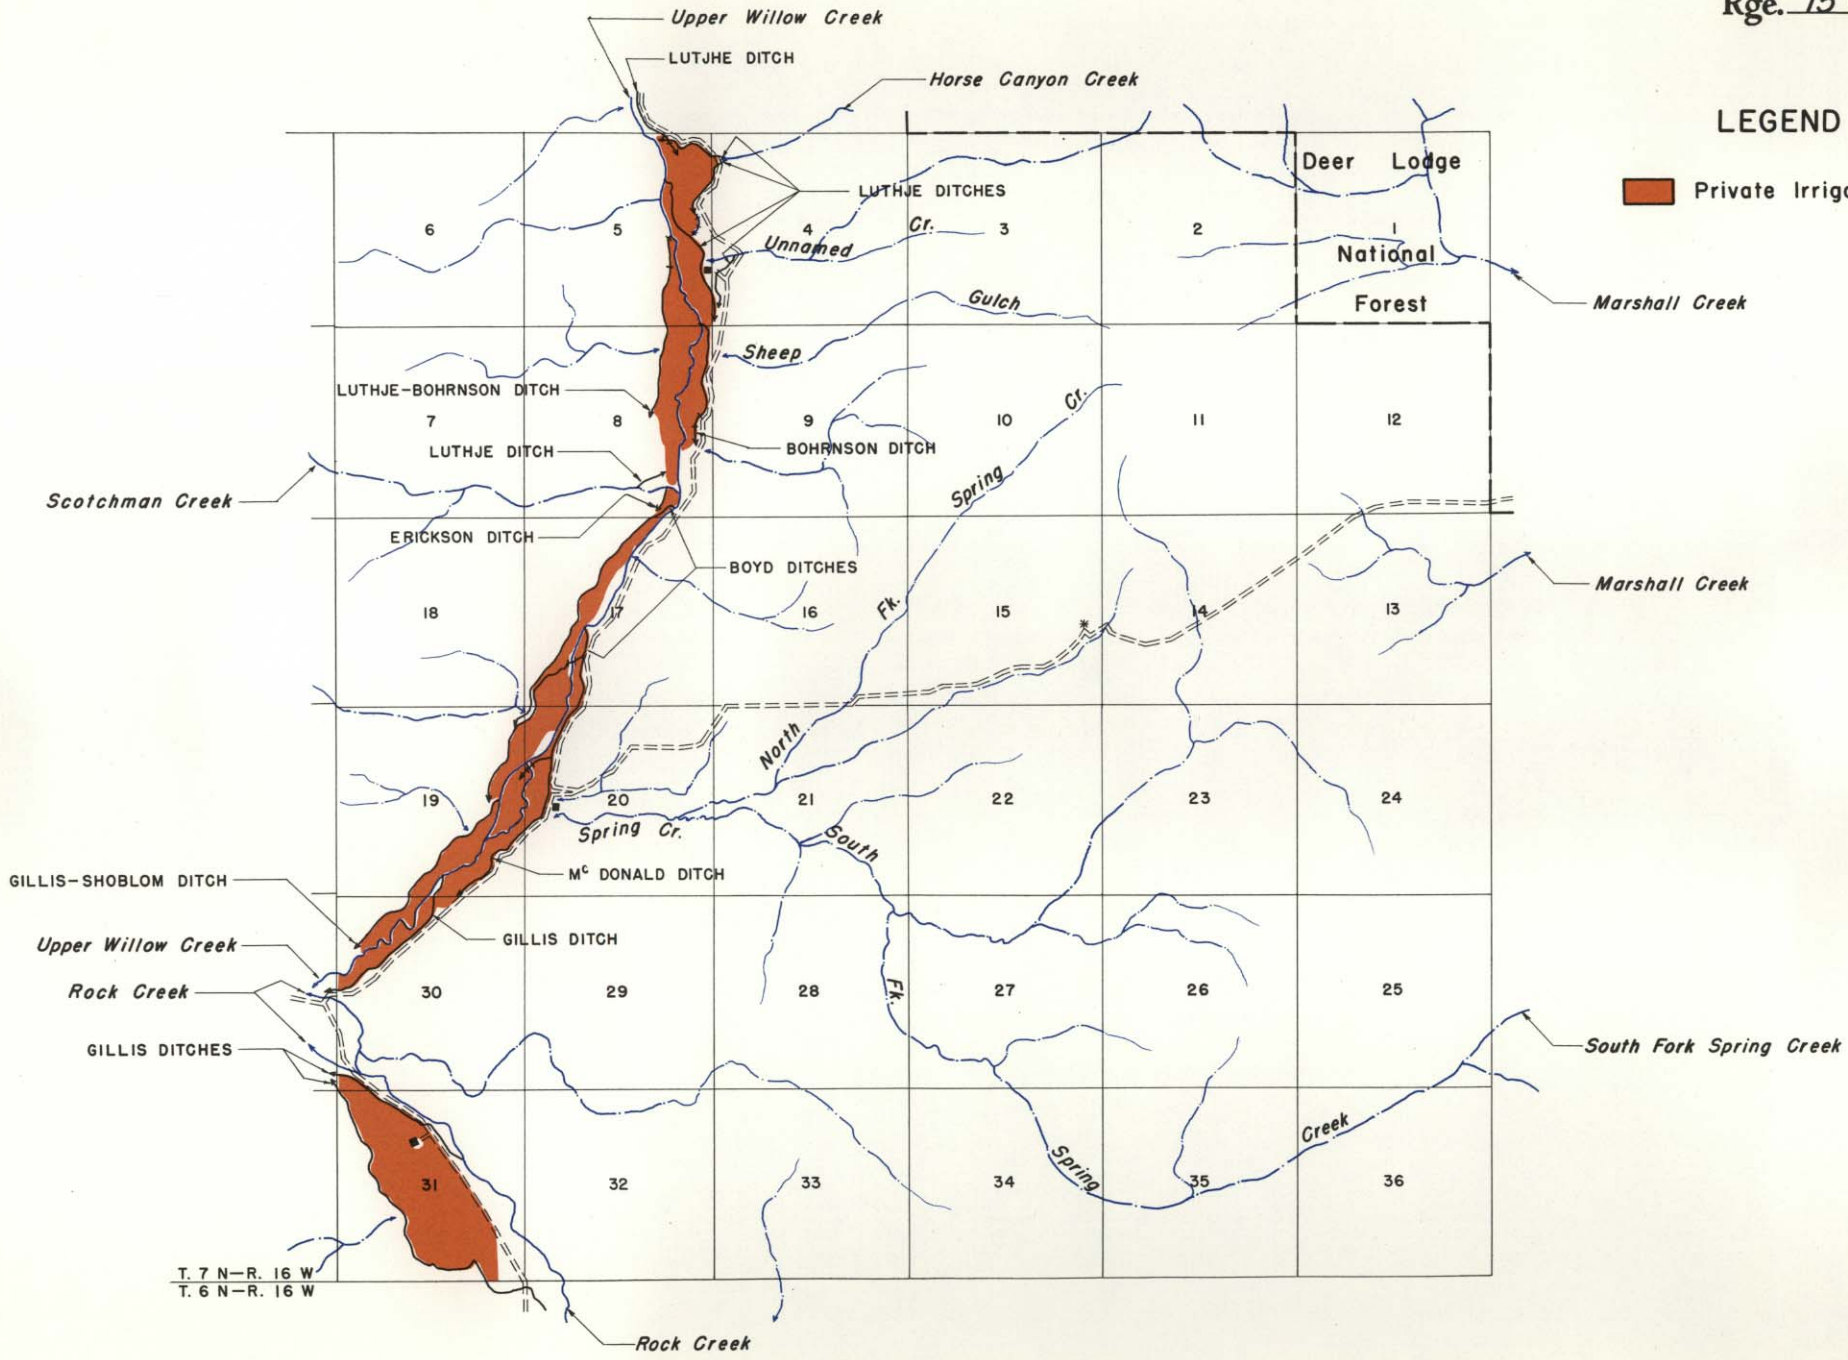 Rge. 15
Upper Willow Creek
LUTJHE DITCH
Horse Canyon Creek
LEGEND
Deer Lodge
LUTHJE DITCHES
6
5
4
Cr.
3
2
1
Unnamed
National
Gulch
Forest
Marshall Creek
Sheep
LUTHJE-BOHRNSON DITCH
Cr.
7
8
9
10
11
12
BOHRNSON DITCH
LUTHJE DITCH
Spring
Scotchman Creek
ERICKSON DITCH
BOYD DITCHES
Marshall Creek
Fk.
18
17
16
15
*
14
13
North
19
20
21
22
23
24
Spring Cr.
South
Mc DONALD DITCH
GILLIS-SHOBLOM DITCH
GILLIS DITCH
Upper Willow Creek
Rock Creek
30
29
28
Fk.
27
26
25
GILLIS DITCHES
South Fork Spring Creek
Creek
Spring
31
32
33
34
35
36
T. 7 N-R. 16 W
T. 6 N-R. 16 W
Rock Creek
Private